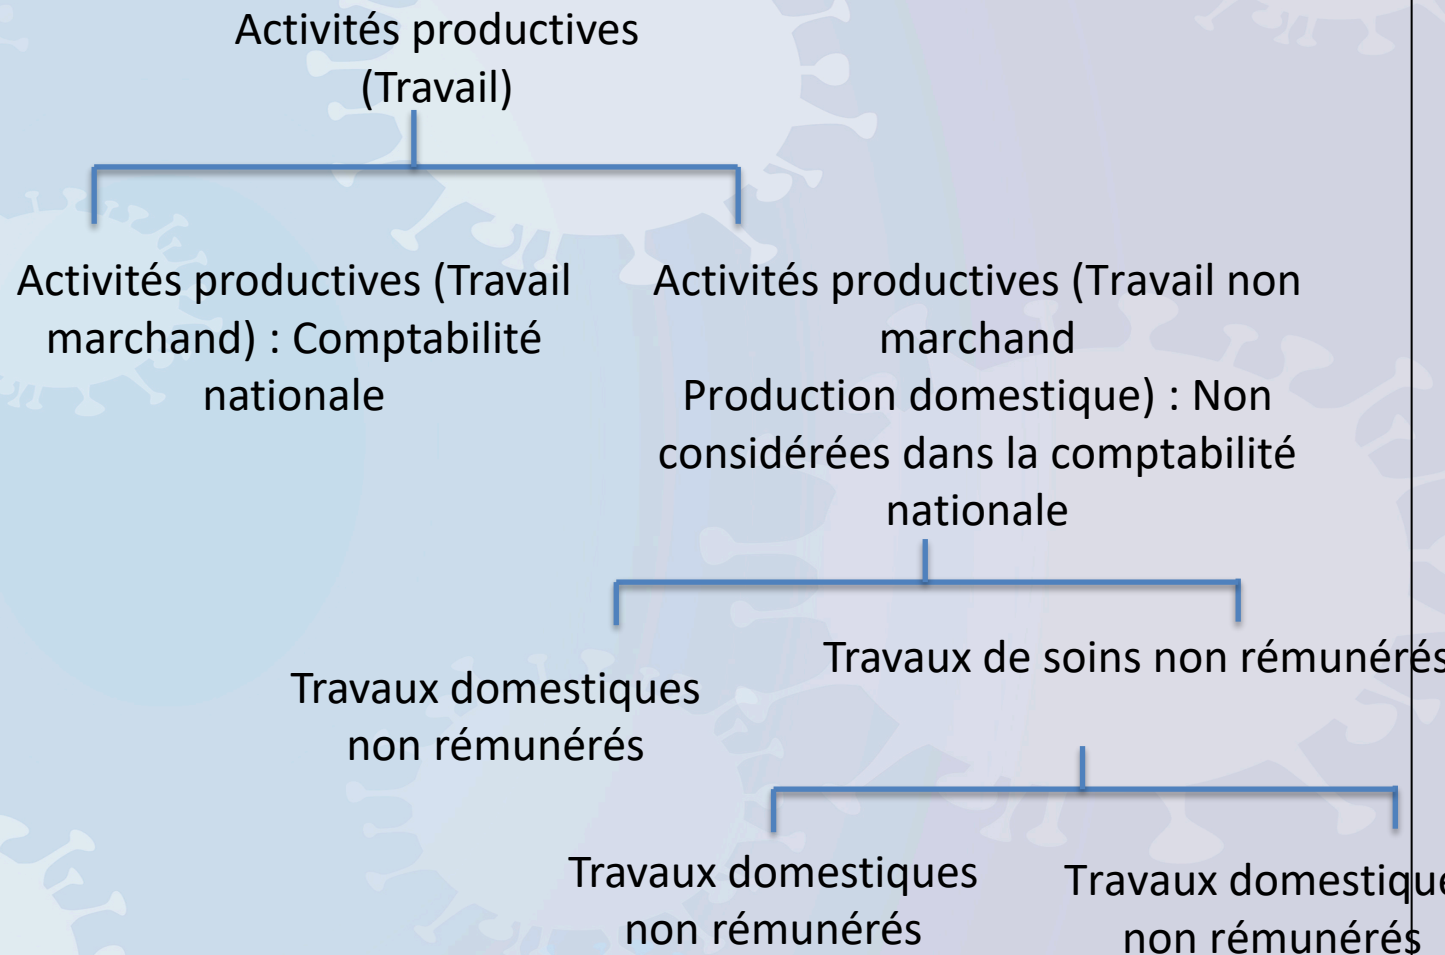 Activités productives
(Travail)
Activités productives (Travail
marchand) : Comptabilité
nationale
Activités productives (Travail non
marchand
Production domestique) : Non
considérées dans la comptabilité
nationale
Travaux domestiques
non rémunérés
Travaux de soins non rémunérés
Travaux domestiques
non rémunérés
Travaux domestique
non rémunérés